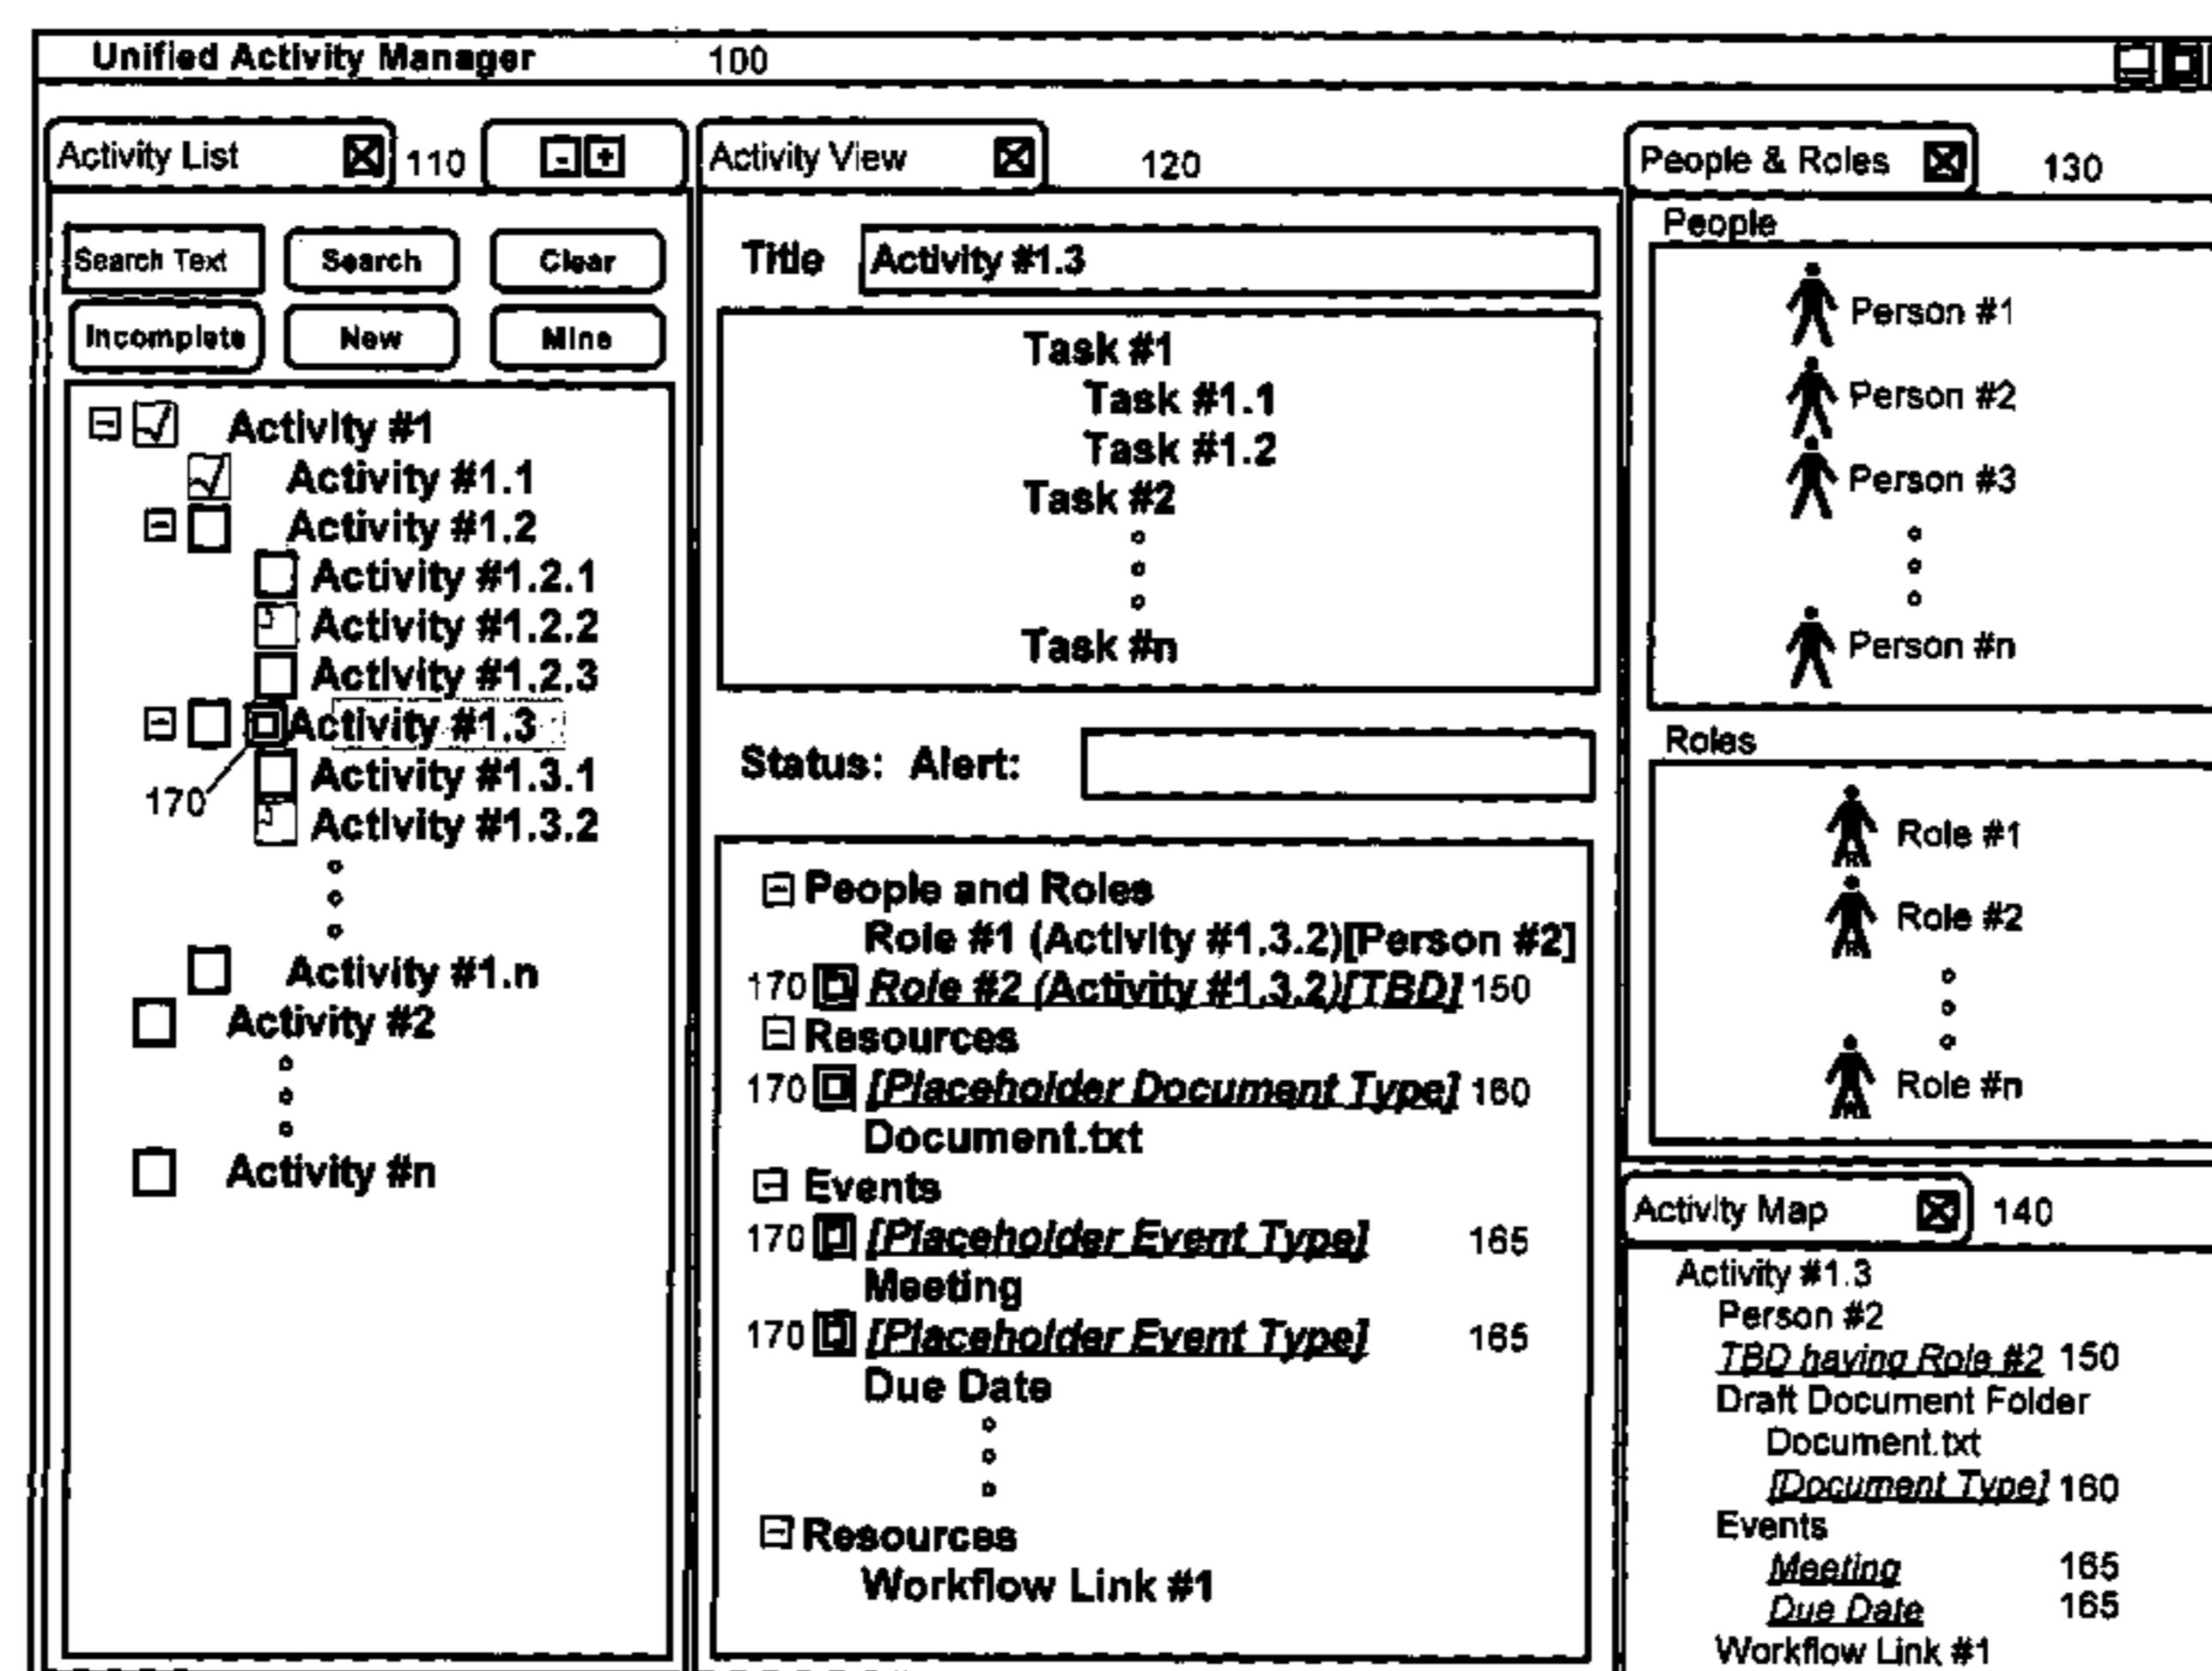 Unified Activity Manager 100
Activity List 110
Search Text Search Clear
Incomplete New Mine
Activity #1
Activity #1.1
Activity #1.2
Activity #1.2.1
Activity #1.2.2
Activity #1.2.3
Activity #1.3
170
Activity #1.3.1
Activity #1.3.2
Activity #1.n
Activity #2
Activity #n
Activity View 120
Title Activity #1.3
Task #1
Task #1.1
Task #1.2
Task #2
Task #n
Status: Alert:
People and Roles
Role #1 (Activity #1.3.2)[Person #2]
170 Role #2 (Activity #1.3.2)[TBD] 150
Resources
170 [Placeholder Document Type] 160
Document.txt
Events
170 [Placeholder Event Type] 165
Meeting
170 [Placeholder Event Type] 165
Due Date
Resources
Workflow Link #1
People & Roles 130
People
Person #1
Person #2
Person #3
Person #n
Roles
Role #1
Role #2
Role #n
Activity Map 140
Activity #1.3
Person #2
TBD having Role #2 150
Draft Document Folder
Document.txt
[Document Type] 160
Events
Meeting 165
Due Date 165
Workflow Link #1